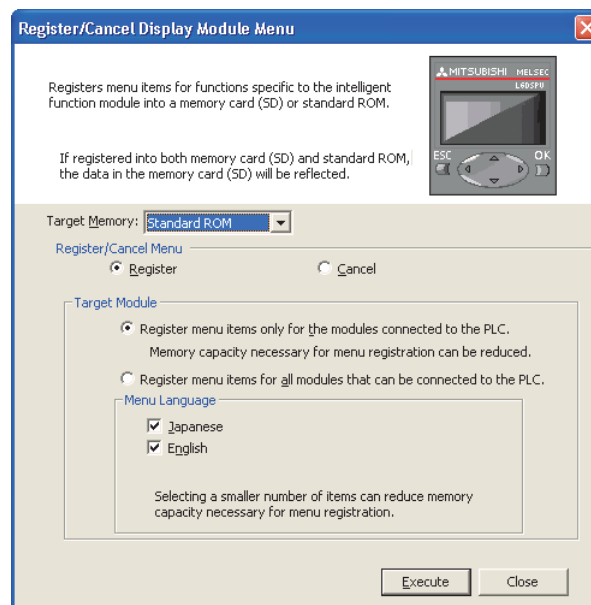 Register/Cancel Display Module Menu
Registers menu items for functions specific to the intelligent
function module into a memory card (SD) or standard ROM.
If registered into both memory card (SD) and standard ROM,
the data in the memory card (SD) will be reflected.
MITSUBISHI MELSEC
L6DSPU
ESC OK
Target Memory: Standard ROM
Register/Cancel Menu
Register Cancel
Target Module
Register menu items only for the modules connected to the PLC.
Memory capacity necessary for menu registration can be reduced.
Register menu items for all modules that can be connected to the PLC.
Menu Language
Japanese
English
Selecting a smaller number of items can reduce memory
capacity necessary for menu registration.
Execute Close